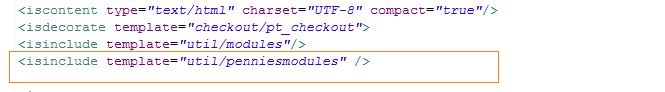 <iscontent type="text/html" charset="UTF-8" compact="true"/>
<isdecorate template="checkout/pt_checkout">
<isinclude template="util/modules"/>
<isinclude template="util/penniesmodules" />